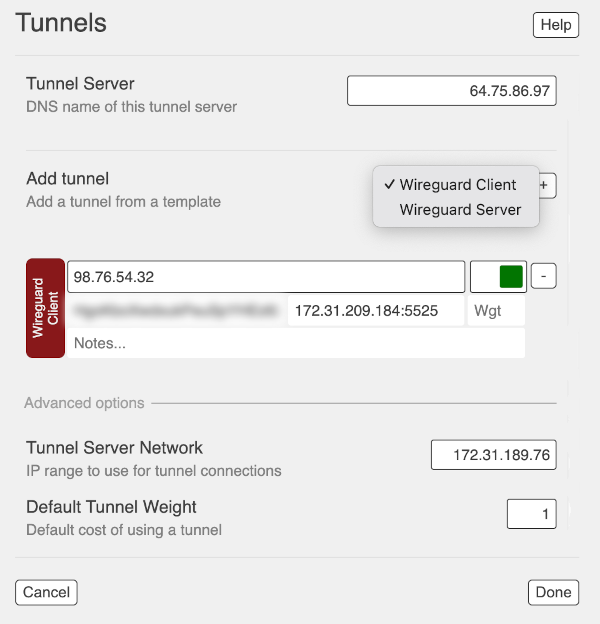 Tunnels
Help
Tunnel Server
64.75.86.97
DNS name of this tunnel server
Add tunnel
Add a tunnel from a template
✓ Wireguard Client
+
Wireguard Server
Wireguard
Client
98.76.54.32
-
172.31.209.184:5525
Wgt
Notes...
Advanced options
Tunnel Server Network
172.31.189.76
IP range to use for tunnel connections
Default Tunnel Weight
1
Default cost of using a tunnel
Cancel
Done